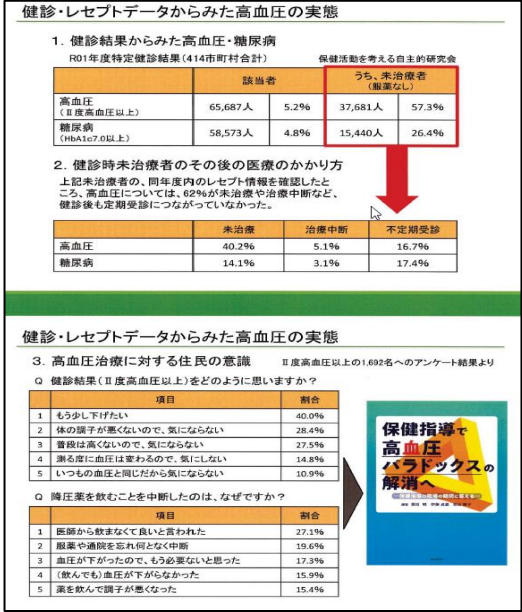 健診・レセプトデータからみた高血圧の実態
1. 健診結果からみた高血圧・糖尿病
R01年度特定健診結果(414市町村合計)
保健活動を考える自主的研究会
該当者
うち、未治療者
(服薬なし)
高血圧
(Ⅱ度高血圧以上)
65,687人 5.2% 37,681人 57.3%
糖尿病
(HbA1c7.0以上)
58,573人 4.8% 15,440人 26.4%
2. 健診時未治療者のその後の医療のかかり方
上記未治療者の、同年度内のレセプト情報を確認したと
ころ、高血圧については、62%が未治療や治療中断など、
健診後も定期受診につながっていなかった。
未治療 治療中断 不定期受診
高血圧 40.2% 5.1% 16.7%
糖尿病 14.1% 3.1% 17.4%
健診・レセプトデータからみた高血圧の実態
3. 高血圧治療に対する住民の意識
Ⅱ度高血圧以上の1,692名へのアンケート結果より
Q 健診結果(Ⅱ度高血圧以上)をどのように思いますか?
項目 割合
1 もう少し下げたい 40.0%
2 体の調子が悪くないので、気にならない 28.4%
3 普段は高くないので、気にならない 27.5%
4 測る度に血圧は変わるので、気にしない 14.8%
5 いつもの血圧と同じだから気にならない 10.9%
Q 降圧薬を飲むことを中断したのは、なぜですか?
項目 割合
1 医師から飲まなくて良いと言われた 27.1%
2 服薬や通院を忘れ何となく中断 19.6%
3 血圧が下がったので、もう必要ないと思った 17.3%
4 (飲んでも)血圧が下がらなかった 15.9%
5 薬を飲んで調子が悪くなった 15.4%
保健指導で
高血圧
パラドックスの
解消へ